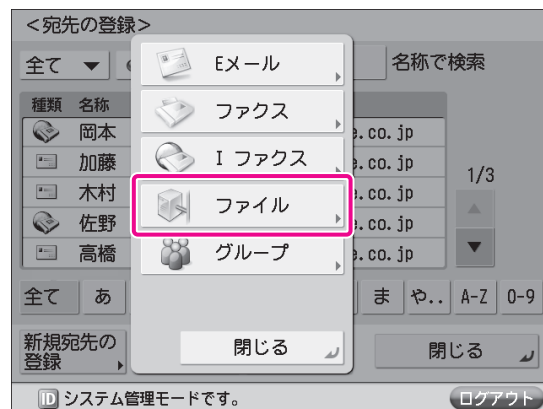 <宛先の登録>
全て
名称で検索
種類 名称
岡本
e.co.jp
加藤
e.co.jp
木村
e.co.jp
佐野
e.co.jp
高橋
e.co.jp
1/3
Eメール
ファクス
I ファクス
ファイル
グループ
閉じる
全て あ ま や.. A-Z 0-9
新規宛先の
登録
閉じる
ID システム管理モードです。 ログアウト